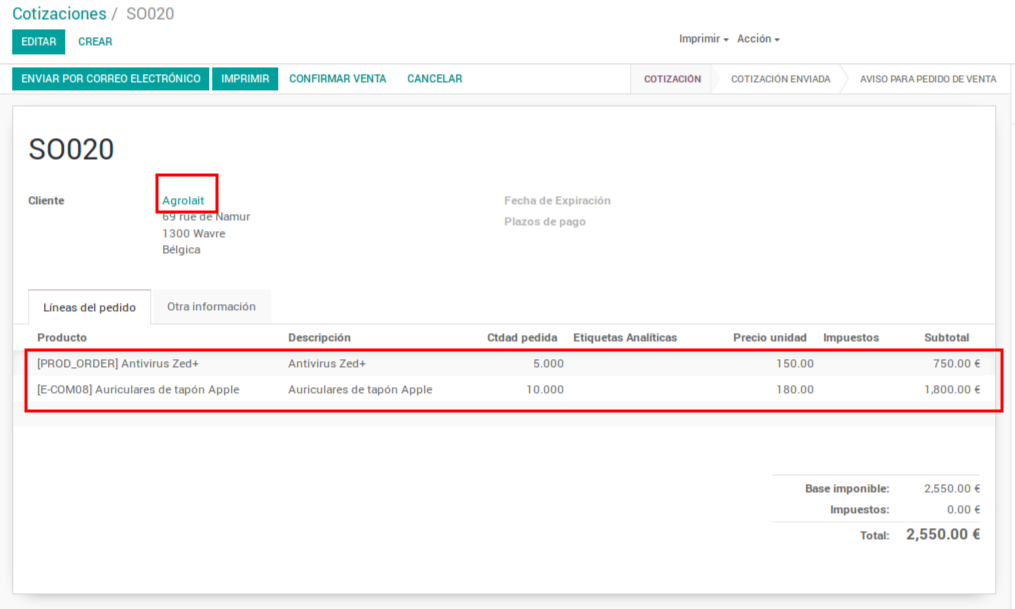 Cotizaciones / SO020
EDITAR CREAR Imprimir Acción
ENVIAR POR CORREO ELECTRÓNICO IMPRIMIR CONFIRMAR VENTA CANCELAR COTIZACIÓN COTIZACIÓN ENVIADA AVISO PARA PEDIDO DE VENTA
SO020
Cliente Agrolait Fecha de Expiración
69 rue de Namur Plazos de pago
1300 Wavre
Bélgica
Líneas del pedido Otra información
Producto Descripción Ctdad pedida Etiquetas Analíticas Precio unidad Impuestos Subtotal
[PROD_ORDER] Antivirus Zed+ Antivirus Zed+ 5.000 150.00 750.00 €
[E-COM08] Auriculares de tapón Apple Auriculares de tapón Apple 10.000 180.00 1,800.00 €
Base imponible: 2,550.00 €
Impuestos: 0.00 €
Total: 2,550.00 €